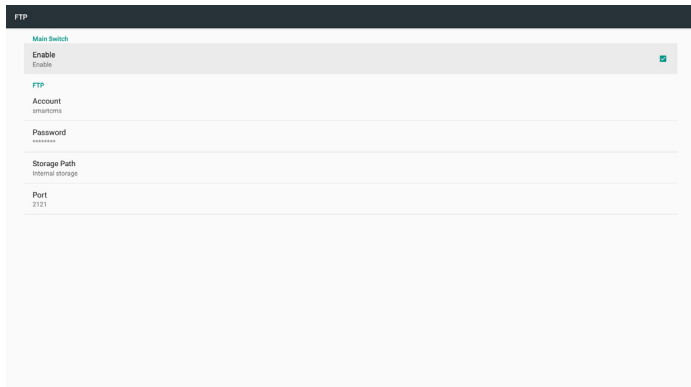 FTP
Main Switch
Enable
Enable
FTP
Account
smartcms
Password
********
Storage Path
Internal storage
Port
2121